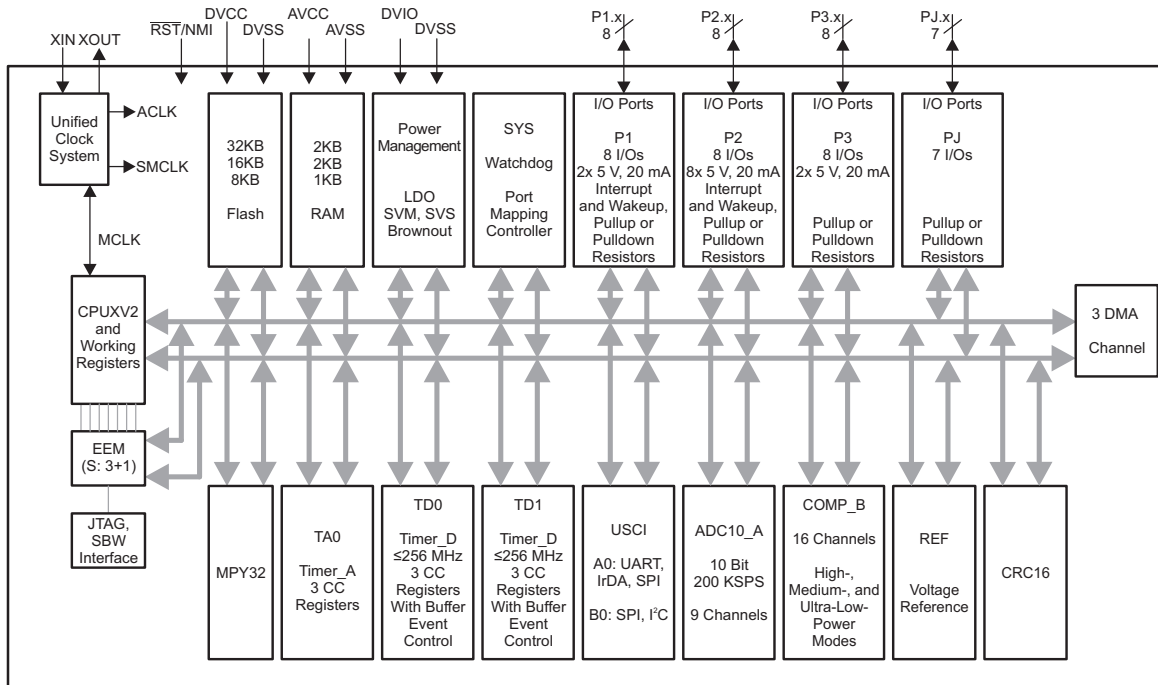 XIN XOUT
RST/NMI
DVCC
DVSS
AVCC
AVSS
DVIO
DVSS
P1.x
8
P2.x
8
P3.x
8
PJ.x
7
Unified
Clock
System
ACLK
SMCLK
MCLK
32KB
16KB
8KB
Flash
2KB
2KB
1KB
RAM
Power
Management
LDO
SVM, SVS
Brownout
SYS
Watchdog
Port
Mapping
Controller
I/O Ports
P1
8 I/Os
2x 5 V, 20 mA
Interrupt
and Wakeup,
Pullup or
Pulldown
Resistors
I/O Ports
P2
8 I/Os
8x 5 V, 20 mA
Interrupt
and Wakeup,
Pullup or
Pulldown
Resistors
I/O Ports
P3
8 I/Os
2x 5 V, 20 mA
Pullup or
Pulldown
Resistors
I/O Ports
PJ
7 I/Os
Pullup or
Pulldown
Resistors
CPUXV2
and
Working
Registers
3 DMA
Channel
EEM
(S: 3+1)
JTAG,
SBW
Interface
MPY32
TA0
Timer_A
3 CC
Registers
TD0
Timer_D
≤256 MHz
3 CC
Registers
With Buffer
Event
Control
TD1
Timer_D
≤256 MHz
3 CC
Registers
With Buffer
Event
Control
USCI
A0: UART,
IrDA, SPI
B0: SPI, I²C
ADC10_A
10 Bit
200 KSPS
9 Channels
COMP_B
16 Channels
High-,
Medium-, and
Ultra-Low-
Power
Modes
REF
Voltage
Reference
CRC16